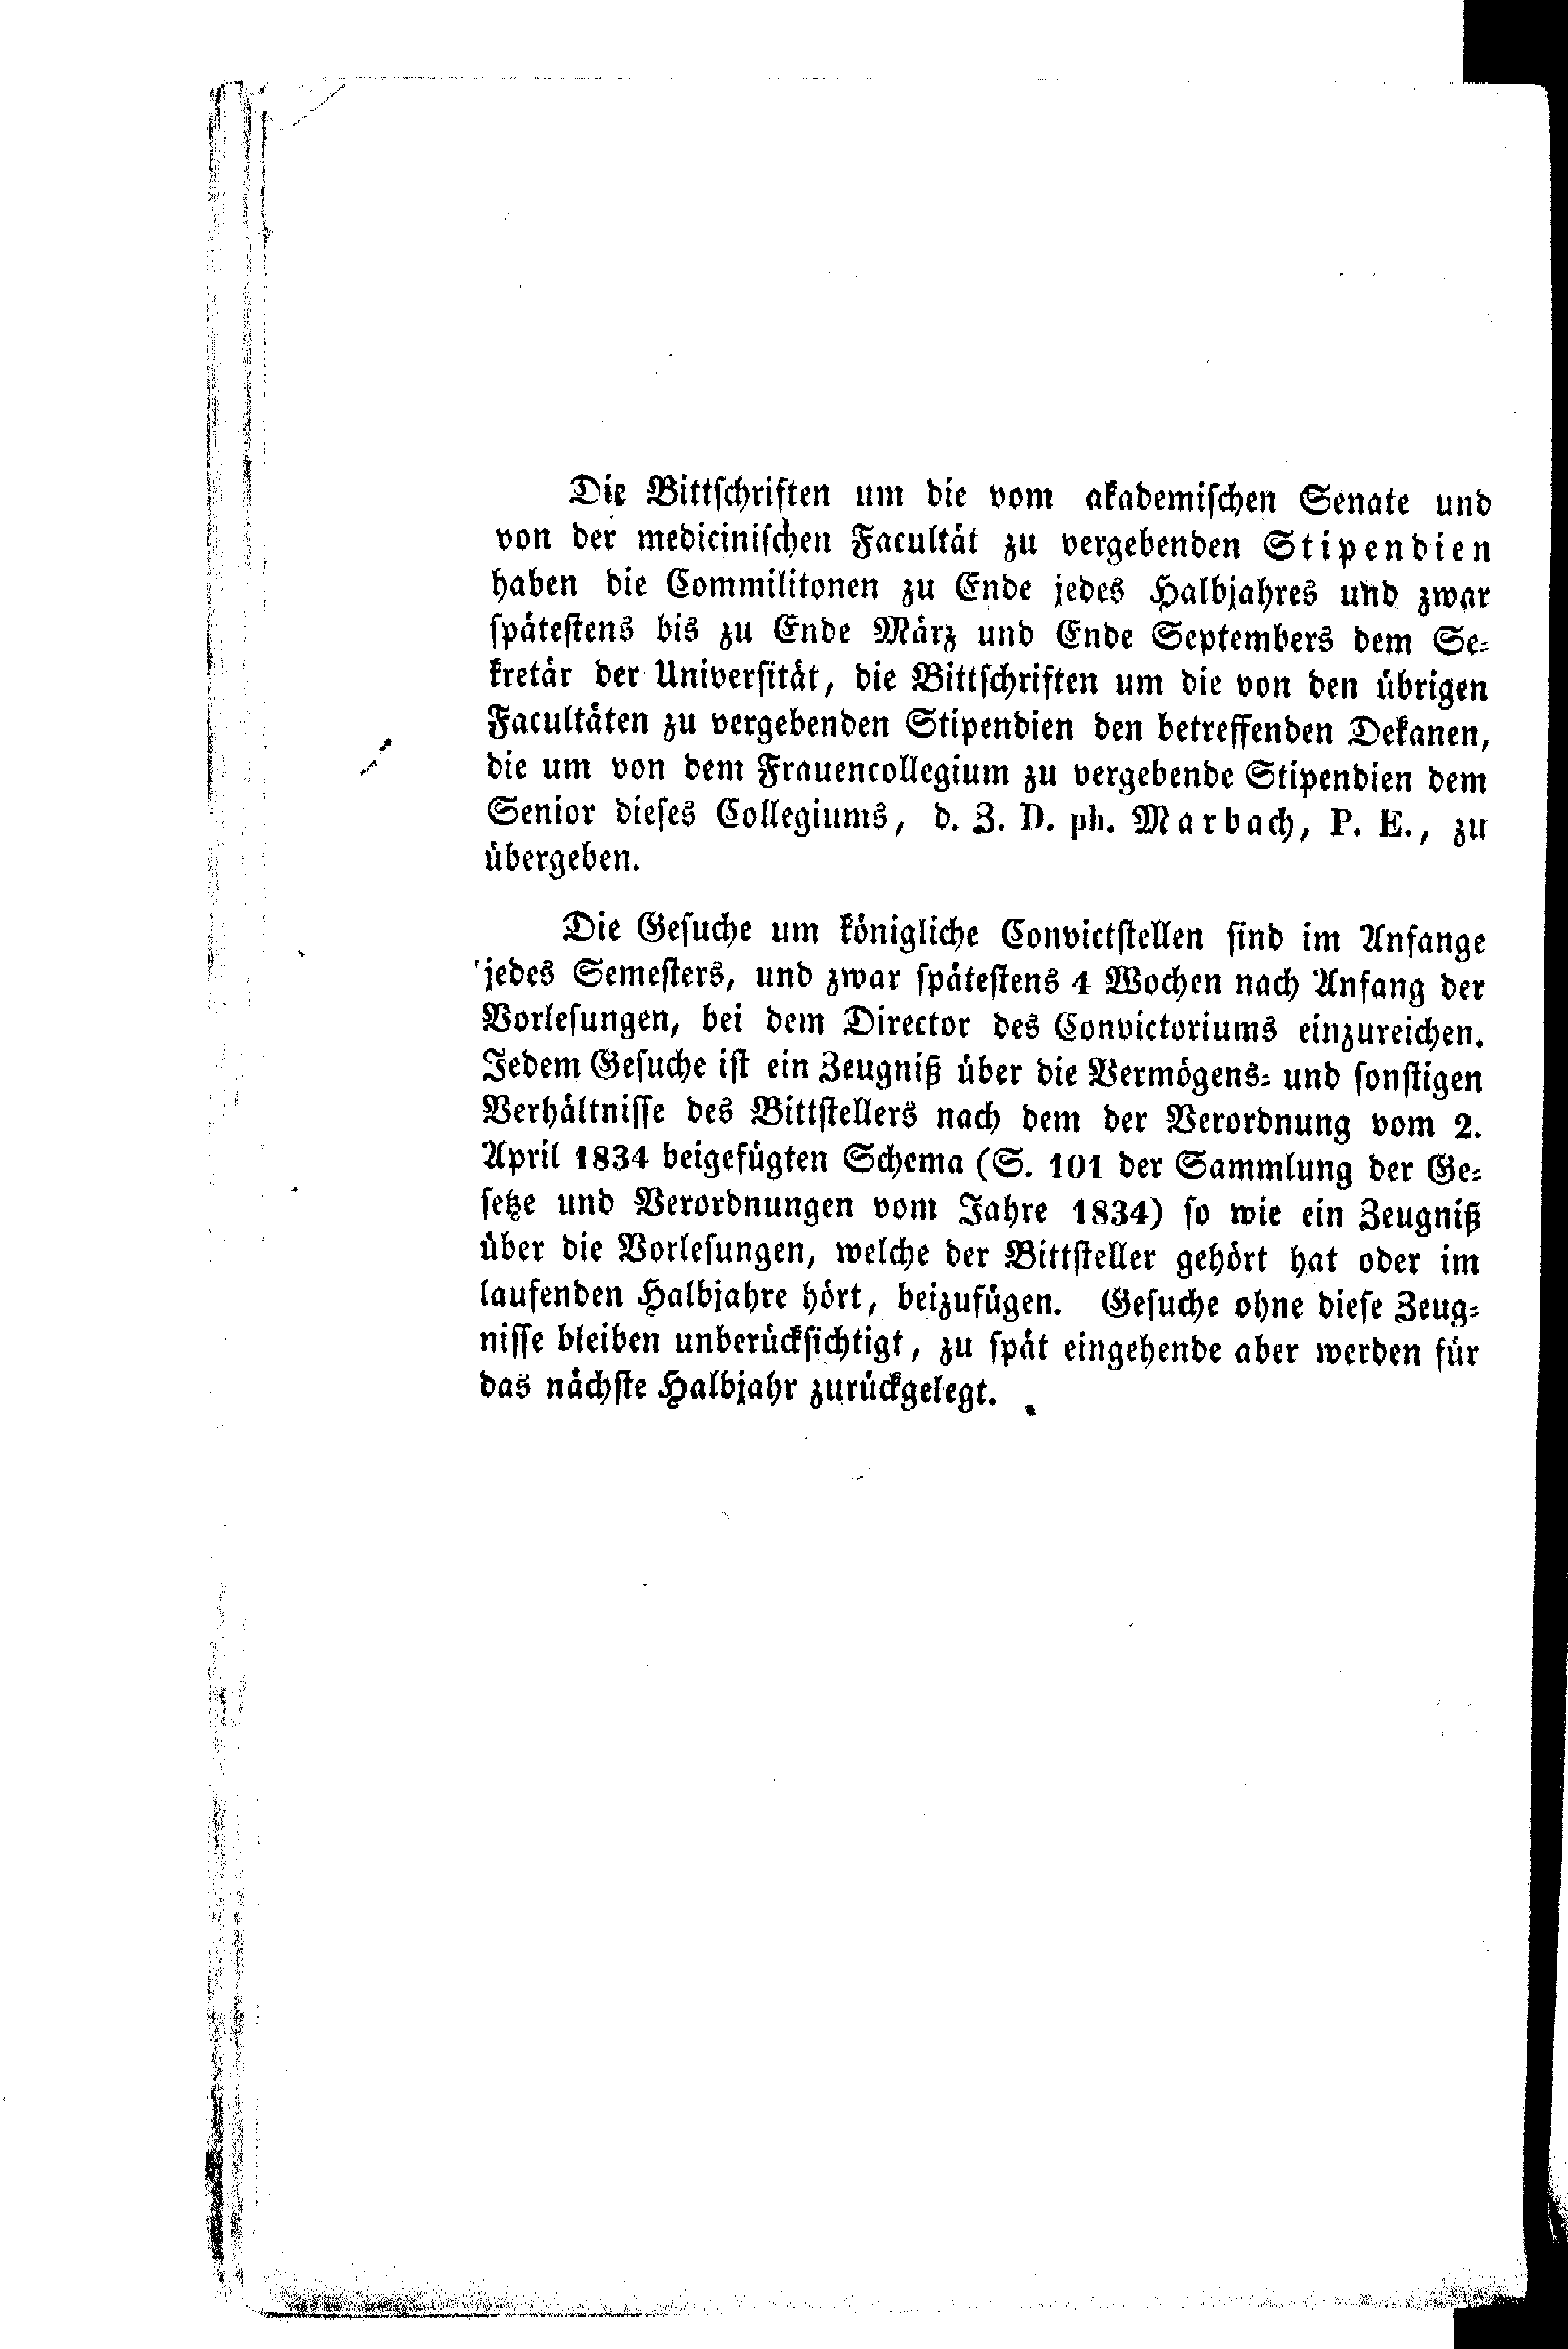 Die Bittschriften um die vom akademischen Senate und
von der medicinischen Facultät zu vergebenden Stipendien
haben die Commilitonen zu Ende jedes Halbjahres und zwar
spätestens bis zu Ende März und Ende Septembers dem Se-
kretär der Universität, die Bittschriften um die von den übrigen
Facultäten zu vergebenden Stipendien den betreffenden Dekanen,
die um von dem Frauencollegium zu vergebende Stipendien dem
Senior dieses Collegiums, d. Z. D. ph. Marbach, P. E., zu
übergeben.
Die Gesuche um königliche Convictstellen sind im Anfange
jedes Semesters, und zwar spätestens 4 Wochen nach Anfang der
Vorlesungen, bei dem Director des Convictoriums einzureichen.
Jedem Gesuche ist ein Zeugniß über die Vermögens- und sonstigen
Verhältnisse des Bittstellers nach dem der Verordnung vom 2.
April 1834 beigefügten Schema (S. 101 der Sammlung der Ge-
setze und Verordnungen vom Jahre 1834) so wie ein Zeugniß
über die Vorlesungen, welche der Bittsteller gehört hat oder im
laufenden Halbjahre hört, beizufügen. Gesuche ohne diese Zeug-
nisse bleiben unberücksichtigt, zu spät eingehende aber werden für
das nächste Halbjahr zurückgelegt.